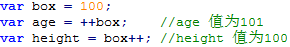 var box = 100;
var age = ++box;    //age 值为101
var height = box++; //height 值为100